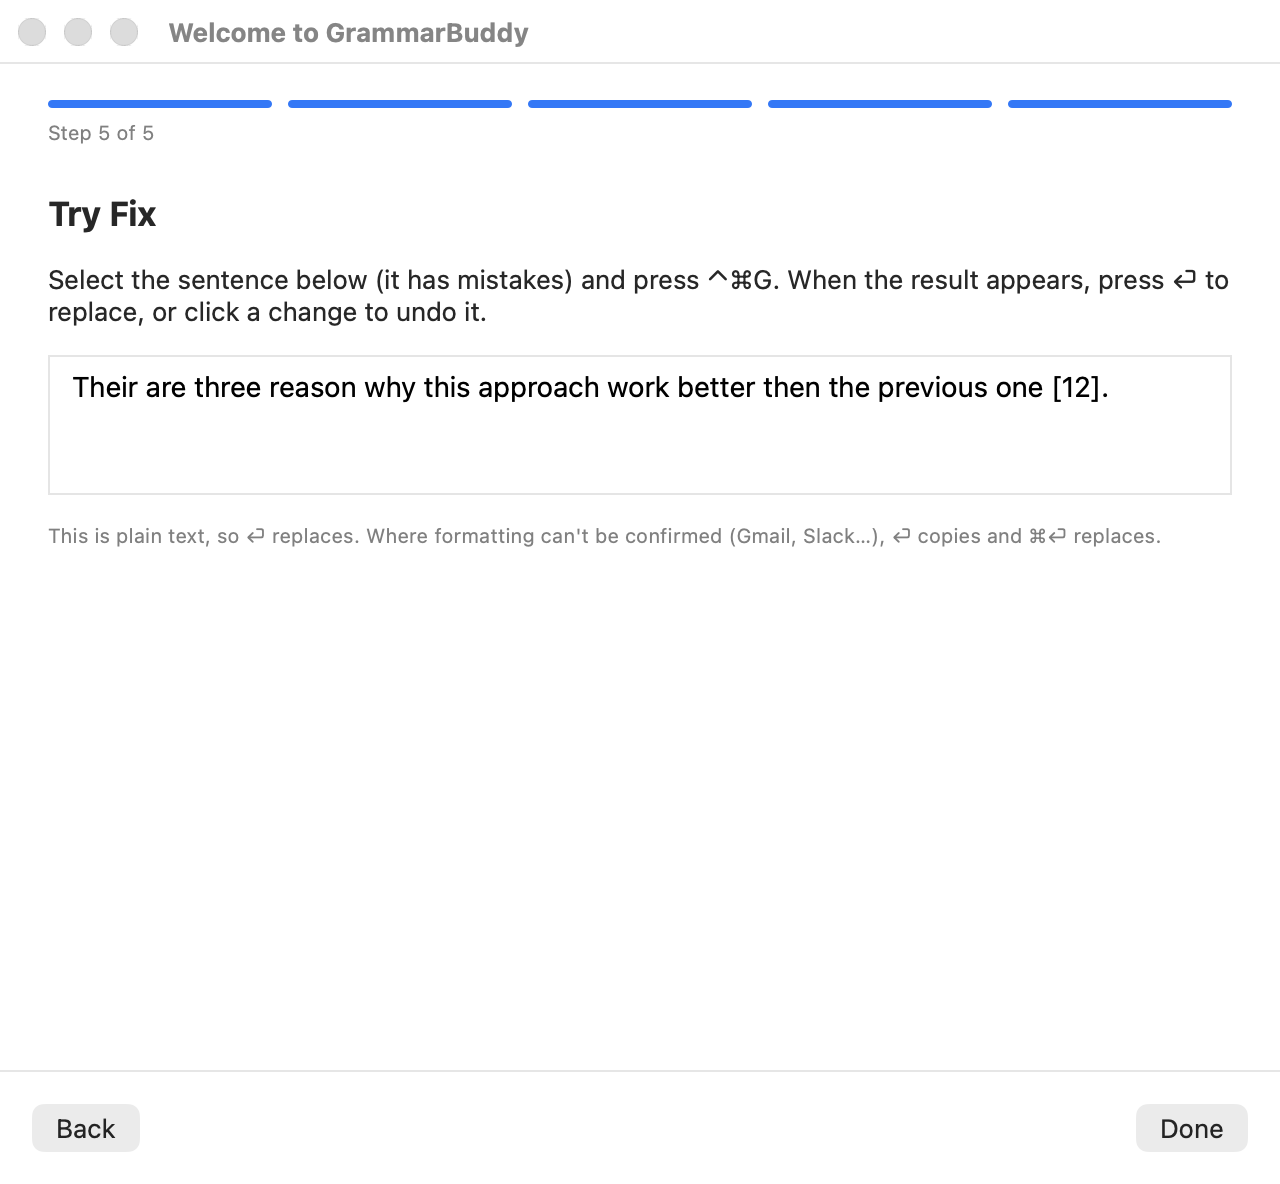 Welcome to GrammarBuddy
Step 5 of 5
Try Fix
Select the sentence below (it has mistakes) and press ^⌘G. When the result appears, press ⏎ to
replace, or click a change to undo it.
Their are three reason why this approach work better then the previous one [12].
This is plain text, so ⏎ replaces. Where formatting can't be confirmed (Gmail, Slack…), ⏎ copies and ⌘⏎ replaces.
Back
Done